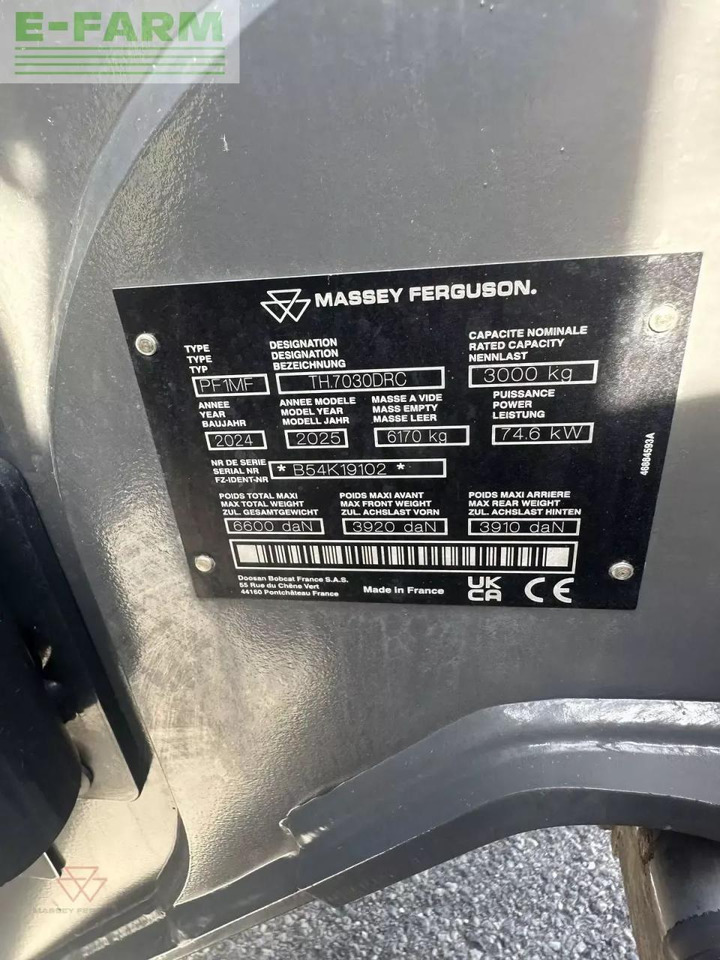 E-FARM
MASSEY FERGUSON.
TYPE
TYPE
TYP
PF1MF
DESIGNATION
DESIGNATION
BEZEICHNUNG
TH.7030DRC
CAPACITE NOMINALE
RATED CAPACITY
NENNLAST
3000 kg
ANNEE
YEAR
BAUJAHR
2024
ANNEE MODELE
MODEL YEAR
MODELL JAHR
2025
MASSE A VIDE
MASS EMPTY
MASSE LEER
6170 kg
PUISSANCE
POWER
LEISTUNG
74.6 kW
NR DE SERIE
SERIAL NR
FZ-IDENT-NR
* B54K19102 *
POIDS TOTAL MAXI
MAX TOTAL WEIGHT
ZUL. GESAMTGEWICHT
6600 daN
POIDS MAXI AVANT
MAX FRONT WEIGHT
ZUL. ACHSLAST VORN
3920 daN
POIDS MAXI ARRIERE
MAX REAR WEIGHT
ZUL. ACHSLAST HINTEN
3910 daN
Doosan Bobcat France S.A.S.
55 Rue du Chêne Vert
44160 Pontchâteau France
Made in France
UK
CA
CE
46884593A
MASSEY